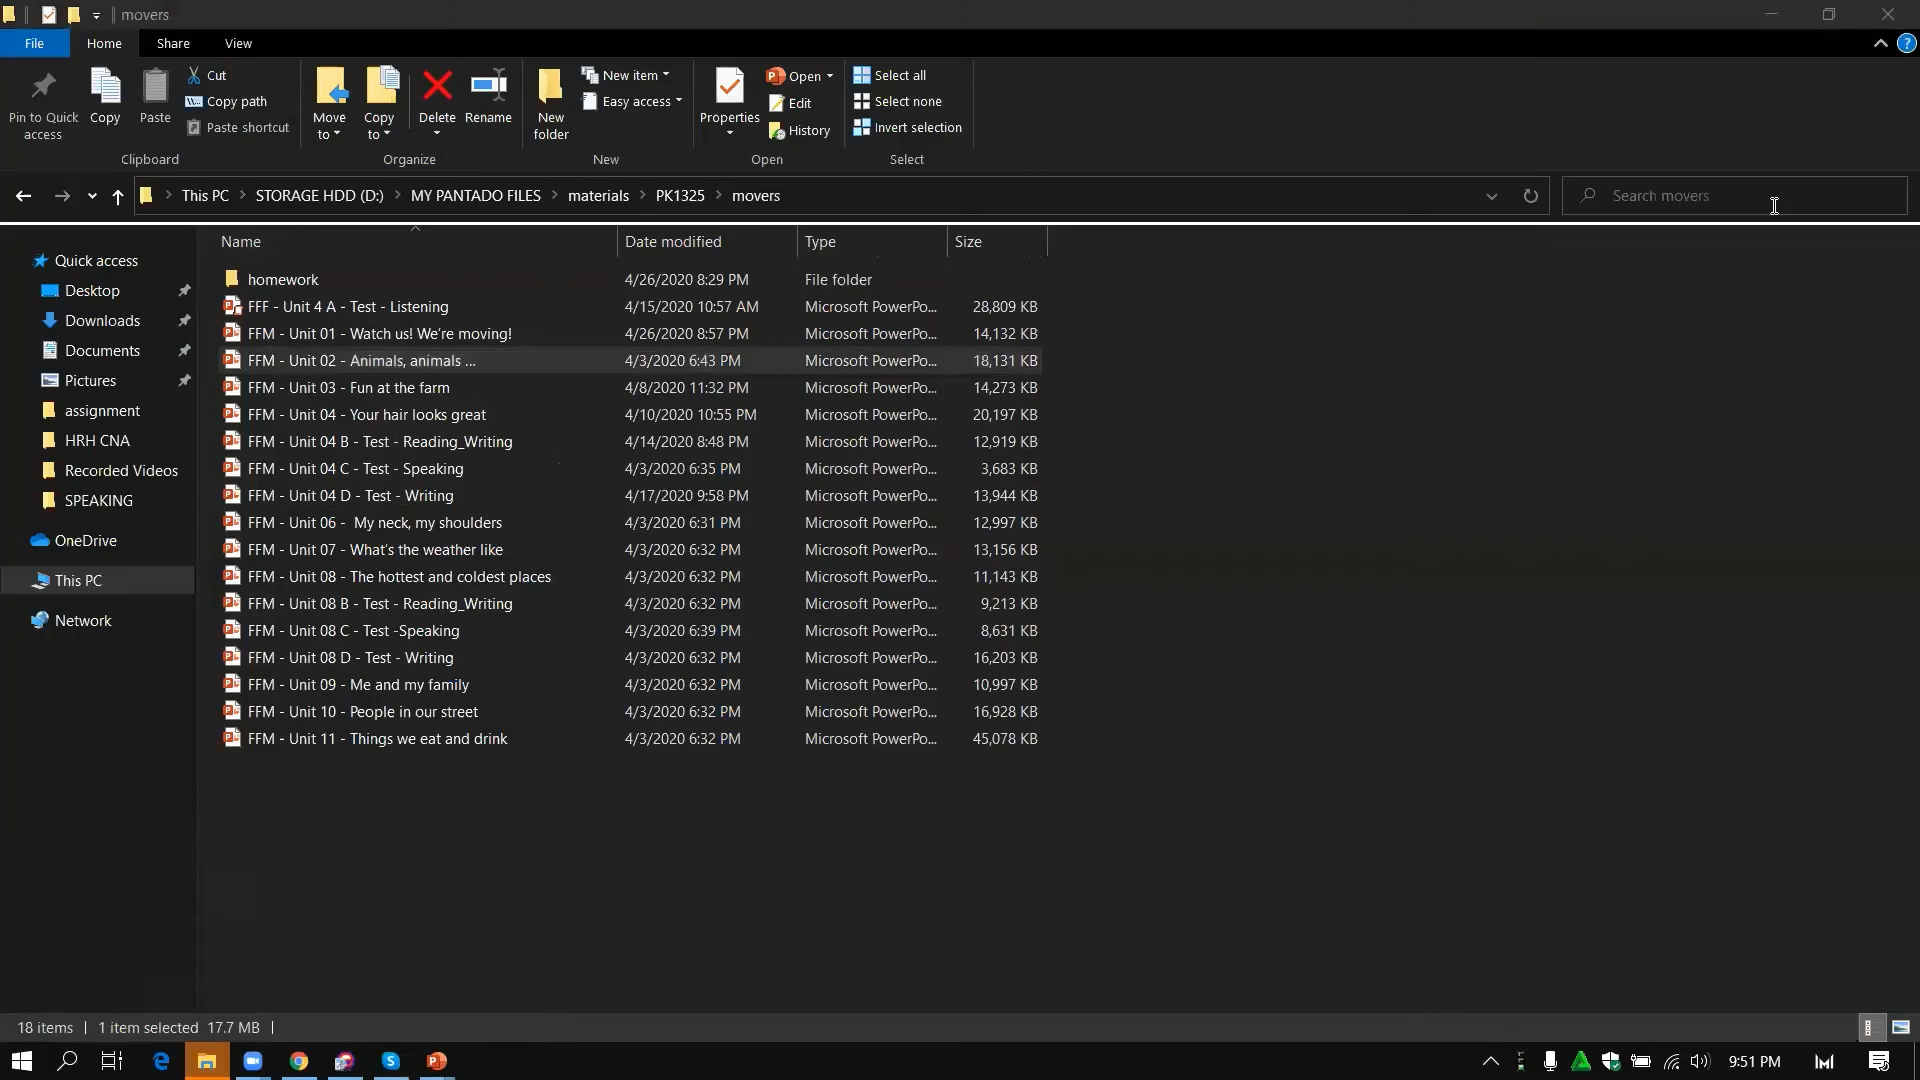 movers
File Home Share View
Pin to Quick access
Copy
Paste
Cut
Copy path
Paste shortcut
Clipboard
Move to
Copy to
Delete
Rename
Organize
New folder
New item
Easy access
New
Properties
Open
Edit
History
Open
Select all
Select none
Invert selection
Select
This PC > STORAGE HDD (D:) > MY PANTADO FILES > materials > PK1325 > movers
Search movers
Quick access
Desktop
Downloads
Documents
Pictures
assignment
HRH CNA
Recorded Videos
SPEAKING
OneDrive
This PC
Network
Name Date modified Type Size
homework 4/26/2020 8:29 PM File folder
FFF - Unit 4 A - Test - Listening 4/15/2020 10:57 AM Microsoft PowerPo... 28,809 KB
FFM - Unit 01 - Watch us! We're moving! 4/26/2020 8:57 PM Microsoft PowerPo... 14,132 KB
FFM - Unit 02 - Animals, animals ... 4/3/2020 6:43 PM Microsoft PowerPo... 18,131 KB
FFM - Unit 03 - Fun at the farm 4/8/2020 11:32 PM Microsoft PowerPo... 14,273 KB
FFM - Unit 04 - Your hair looks great 4/10/2020 10:55 PM Microsoft PowerPo... 20,197 KB
FFM - Unit 04 B - Test - Reading_Writing 4/14/2020 8:48 PM Microsoft PowerPo... 12,919 KB
FFM - Unit 04 C - Test - Speaking 4/3/2020 6:35 PM Microsoft PowerPo... 3,683 KB
FFM - Unit 04 D - Test - Writing 4/17/2020 9:58 PM Microsoft PowerPo... 13,944 KB
FFM - Unit 06 -  My neck, my shoulders 4/3/2020 6:31 PM Microsoft PowerPo... 12,997 KB
FFM - Unit 07 - What's the weather like 4/3/2020 6:32 PM Microsoft PowerPo... 13,156 KB
FFM - Unit 08 - The hottest and coldest places 4/3/2020 6:32 PM Microsoft PowerPo... 11,143 KB
FFM - Unit 08 B - Test - Reading_Writing 4/3/2020 6:32 PM Microsoft PowerPo... 9,213 KB
FFM - Unit 08 C - Test -Speaking 4/3/2020 6:39 PM Microsoft PowerPo... 8,631 KB
FFM - Unit 08 D - Test - Writing 4/3/2020 6:32 PM Microsoft PowerPo... 16,203 KB
FFM - Unit 09 - Me and my family 4/3/2020 6:32 PM Microsoft PowerPo... 10,997 KB
FFM - Unit 10 - People in our street 4/3/2020 6:32 PM Microsoft PowerPo... 16,928 KB
FFM - Unit 11 - Things we eat and drink 4/3/2020 6:32 PM Microsoft PowerPo... 45,078 KB
18 items | 1 item selected 17.7 MB |
9:51 PM